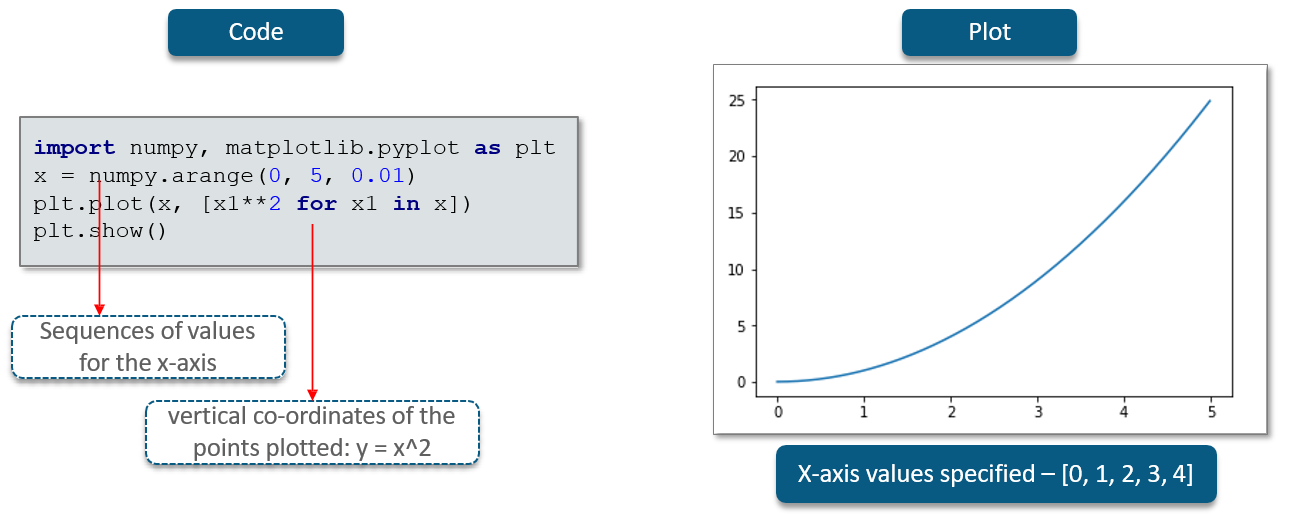 Code
import numpy, matplotlib.pyplot as plt
x = numpy.arange(0, 5, 0.01)
plt.plot(x, [x1**2 for x1 in x])
plt.show()
Sequences of values
for the x-axis
vertical co-ordinates of the
points plotted: y = x^2
Plot
25
20
15
10
5
0
0 1 2 3 4 5
X-axis values specified – [0, 1, 2, 3, 4]